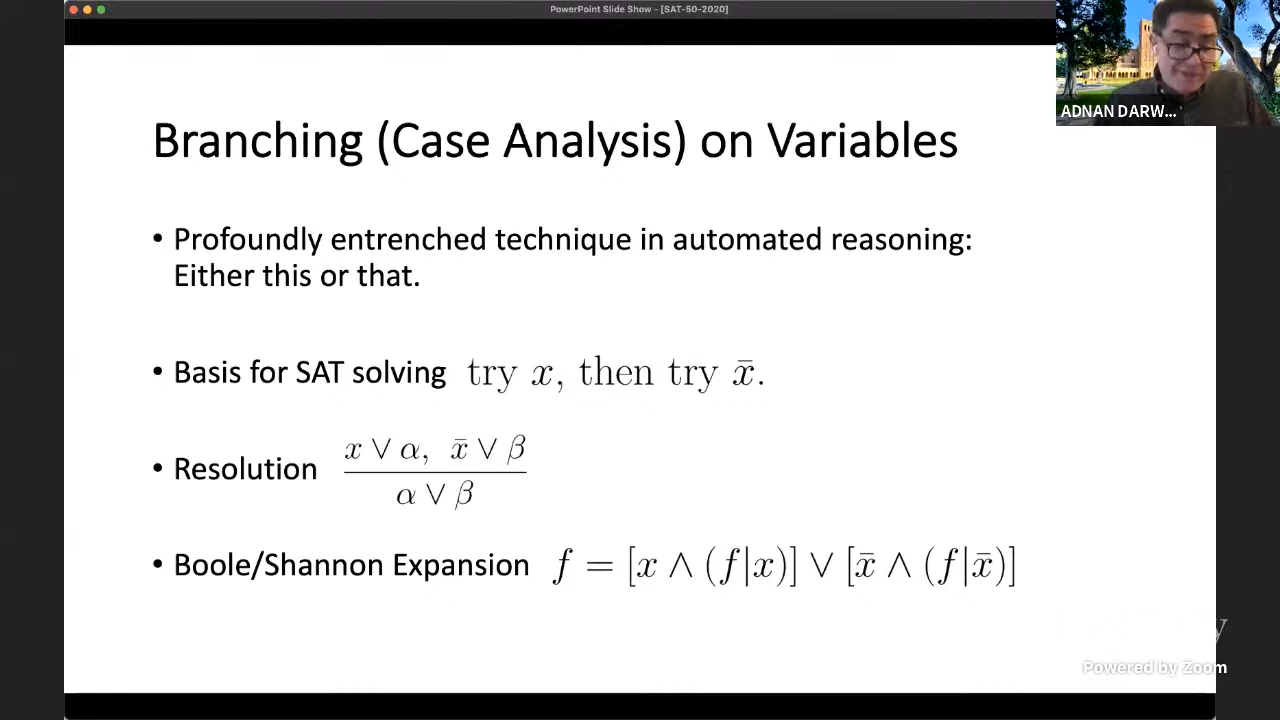 PowerPoint Slide Show - [SAT-50-2020]
ADNAN DARW...
Branching (Case Analysis) on Variables
• Profoundly entrenched technique in automated reasoning:
Either this or that.
• Basis for SAT solving try x, then try x̄.
• Resolution x ∨ α, x̄ ∨ β
α ∨ β
• Boole/Shannon Expansion f = [x ∧ (f|x)] ∨ [x̄ ∧ (f|x̄)]
Powered by Zoom